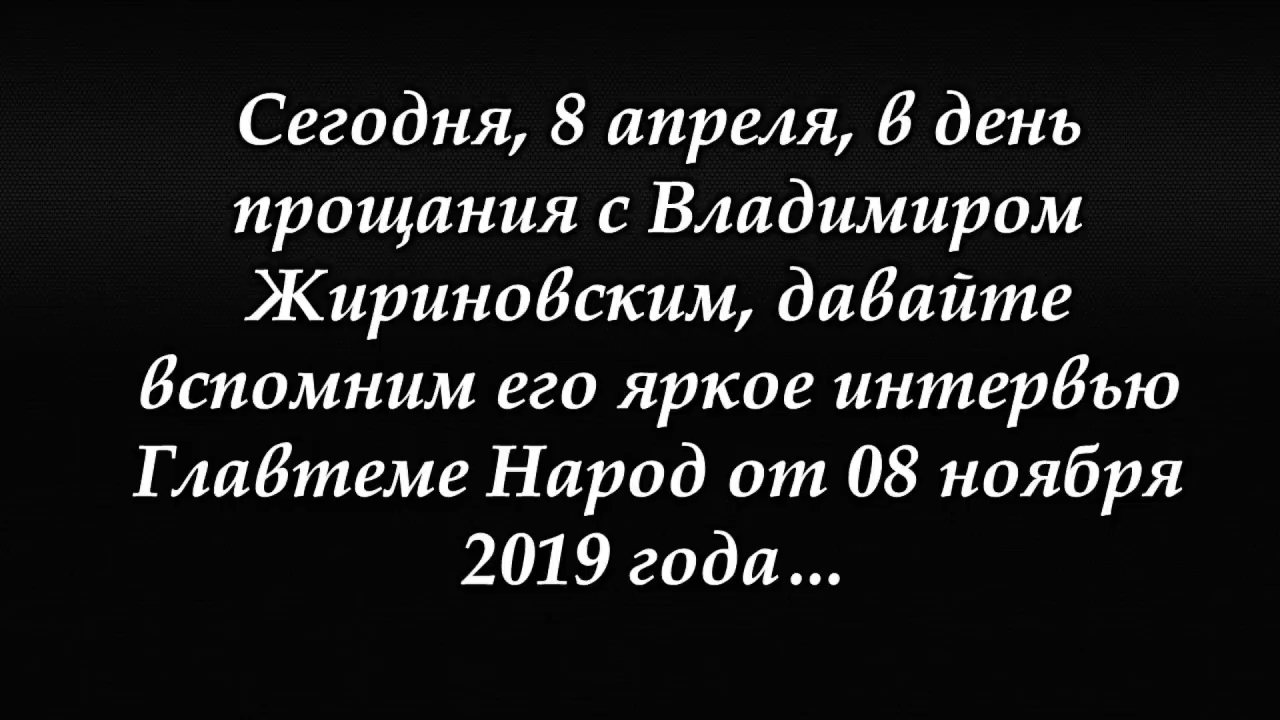 Сегодня, 8 апреля, в день
прощания с Владимиром
Жириновским, давайте
вспомним его яркое интервью
Главтеме Народ от 08 ноября
2019 года...